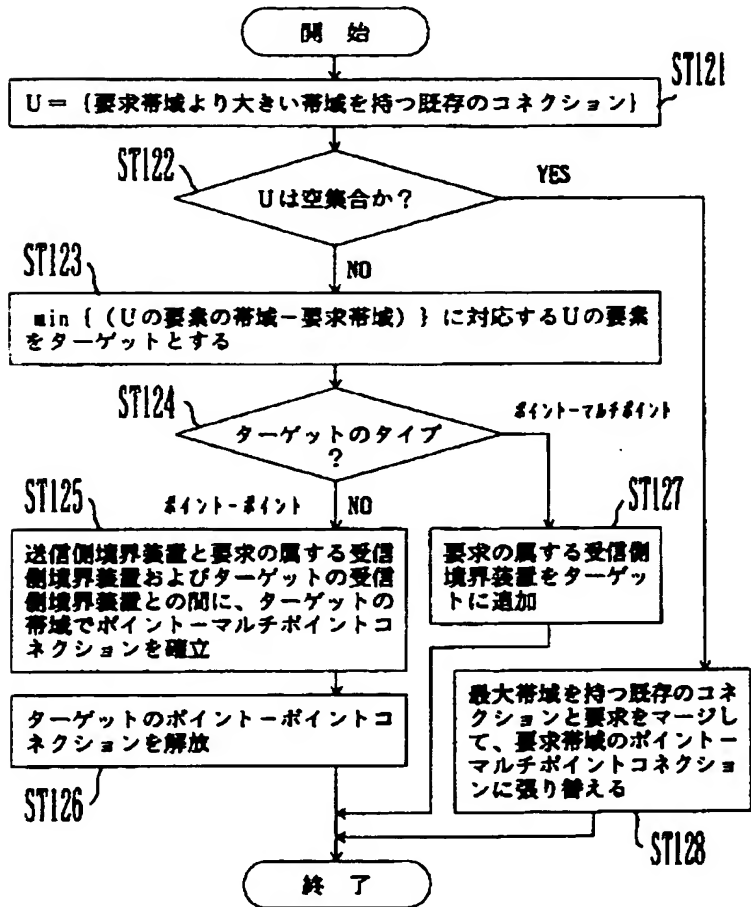 開 始
ST121
U＝｛要求帯域より大きい帯域を持つ既存のコネクション｝
ST122
Uは空集合か？
YES
NO
ST123
min｛（Uの要素の帯域－要求帯域）｝に対応するUの要素
をターゲットとする
ST124
ターゲットのタイプ
？
ポイントーマルチポイント
ポイントーポイント
NO
ST125
送信側境界装置と要求の属する受信
側境界装置およびターゲットの受信
側境界装置との間に、ターゲットの
帯域でポイントーマルチポイントコ
ネクションを確立
ST127
要求の属する受信側
境界装置をターゲッ
トに追加
ターゲットのポイントーポイントコ
ネクションを解放
ST126
最大帯域を持つ既存のコネ
クションと要求をマージし
て、要求帯域のポイントー
マルチポイントコネクショ
ンに張り替える
ST128
終 了